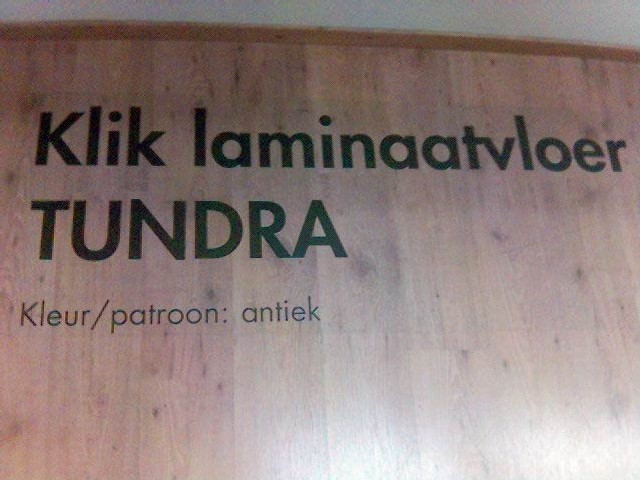 Klik laminaatvloer
TUNDRA
Kleur/patroon: antiek